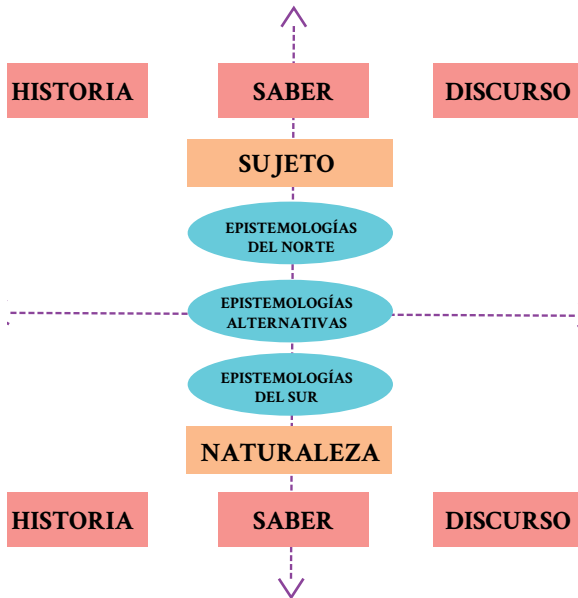 HISTORIA SABER DISCURSO
SUJETO
EPISTEMOLOGÍAS
DEL NORTE
EPISTEMOLOGÍAS
ALTERNATIVAS
EPISTEMOLOGÍAS
DEL SUR
NATURALEZA
HISTORIA SABER DISCURSO